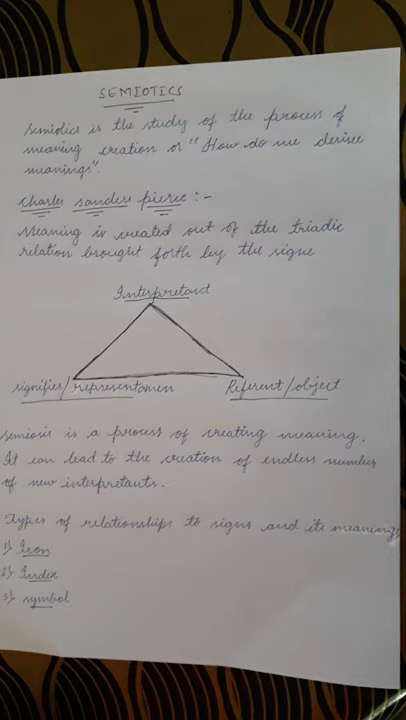 SEMIOTICS
Semiotics is the study of the process of
meaning creation or "How do we derive
meanings".
Charles sanders pierce :-
Meaning is created out of the triadic
relation brought forth by the signe
Interpretant
signifier/representamen
Referent/object
semiosis is a process of creating meaning.
It can lead to the creation of endless number
of new interpretants.
Types of relationships to signs and its meanings
1) Icon
2) Index
3) symbol